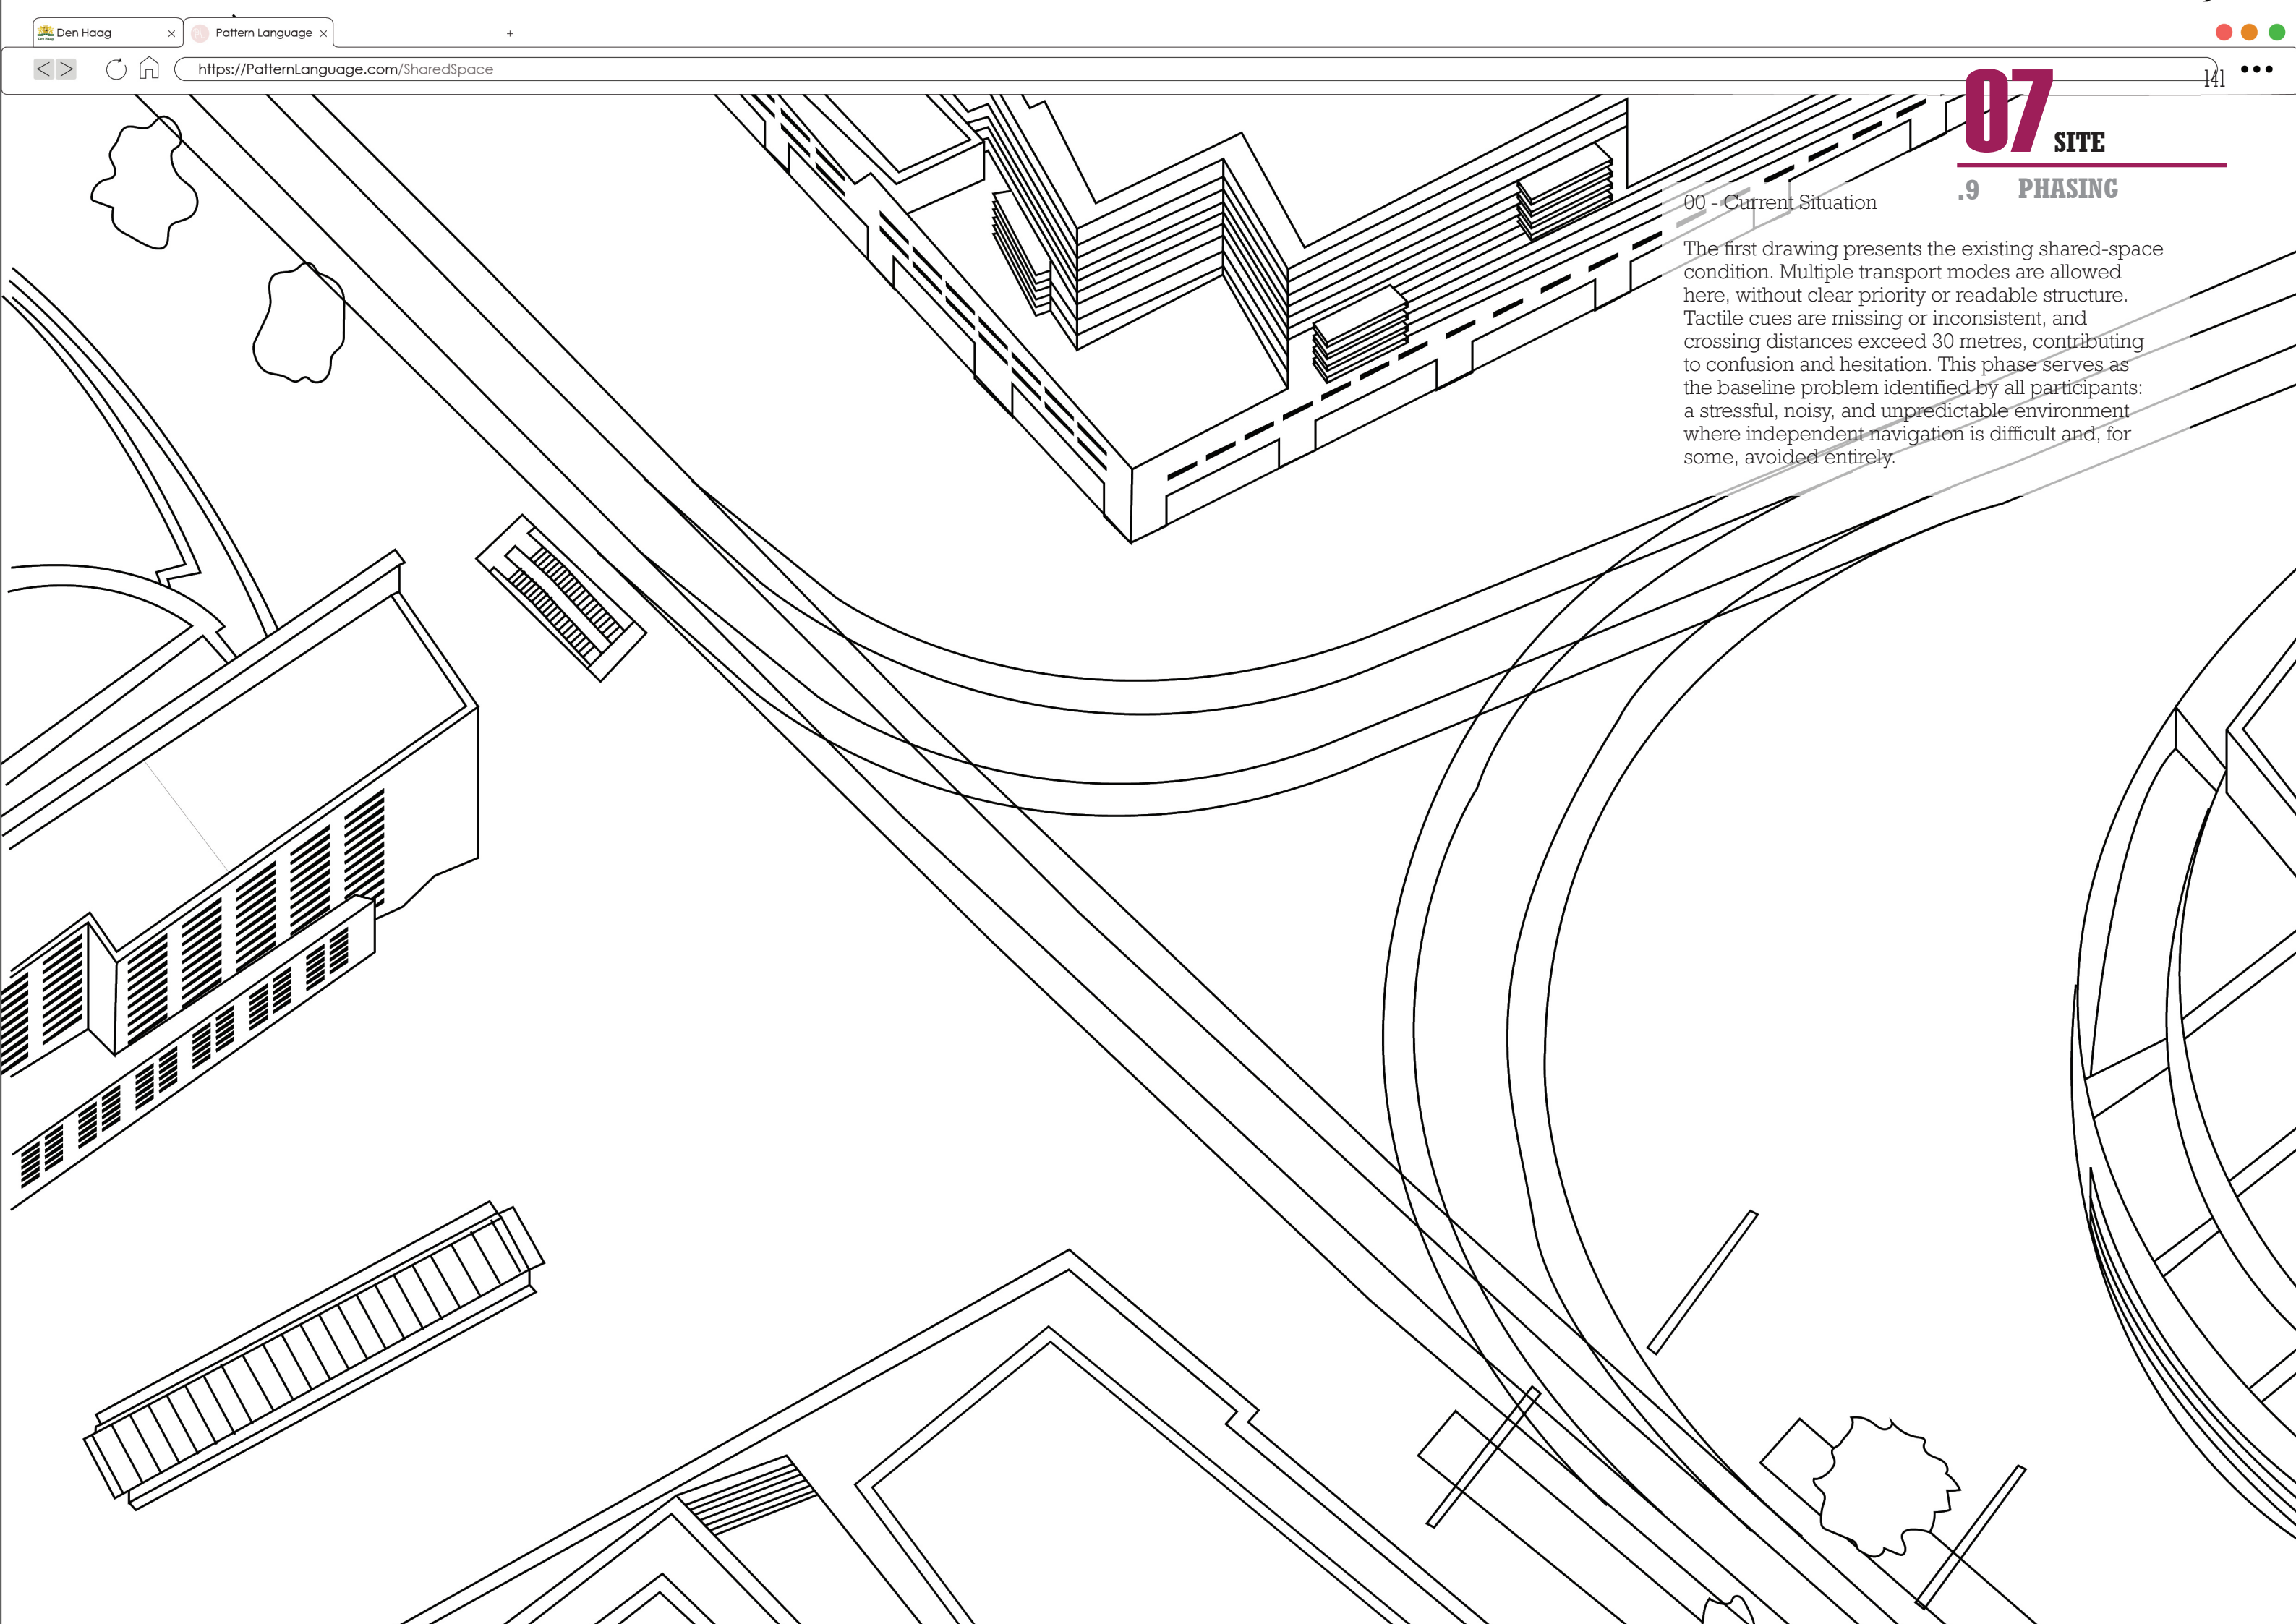 Den Haag
Pattern Language
https://PatternLanguage.com/SharedSpace
141
07 SITE
.9 PHASING
00 - Current Situation
The first drawing presents the existing shared-space
condition. Multiple transport modes are allowed
here, without clear priority or readable structure.
Tactile cues are missing or inconsistent, and
crossing distances exceed 30 metres, contributing
to confusion and hesitation. This phase serves as
the baseline problem identified by all participants:
a stressful, noisy, and unpredictable environment
where independent navigation is difficult and, for
some, avoided entirely.